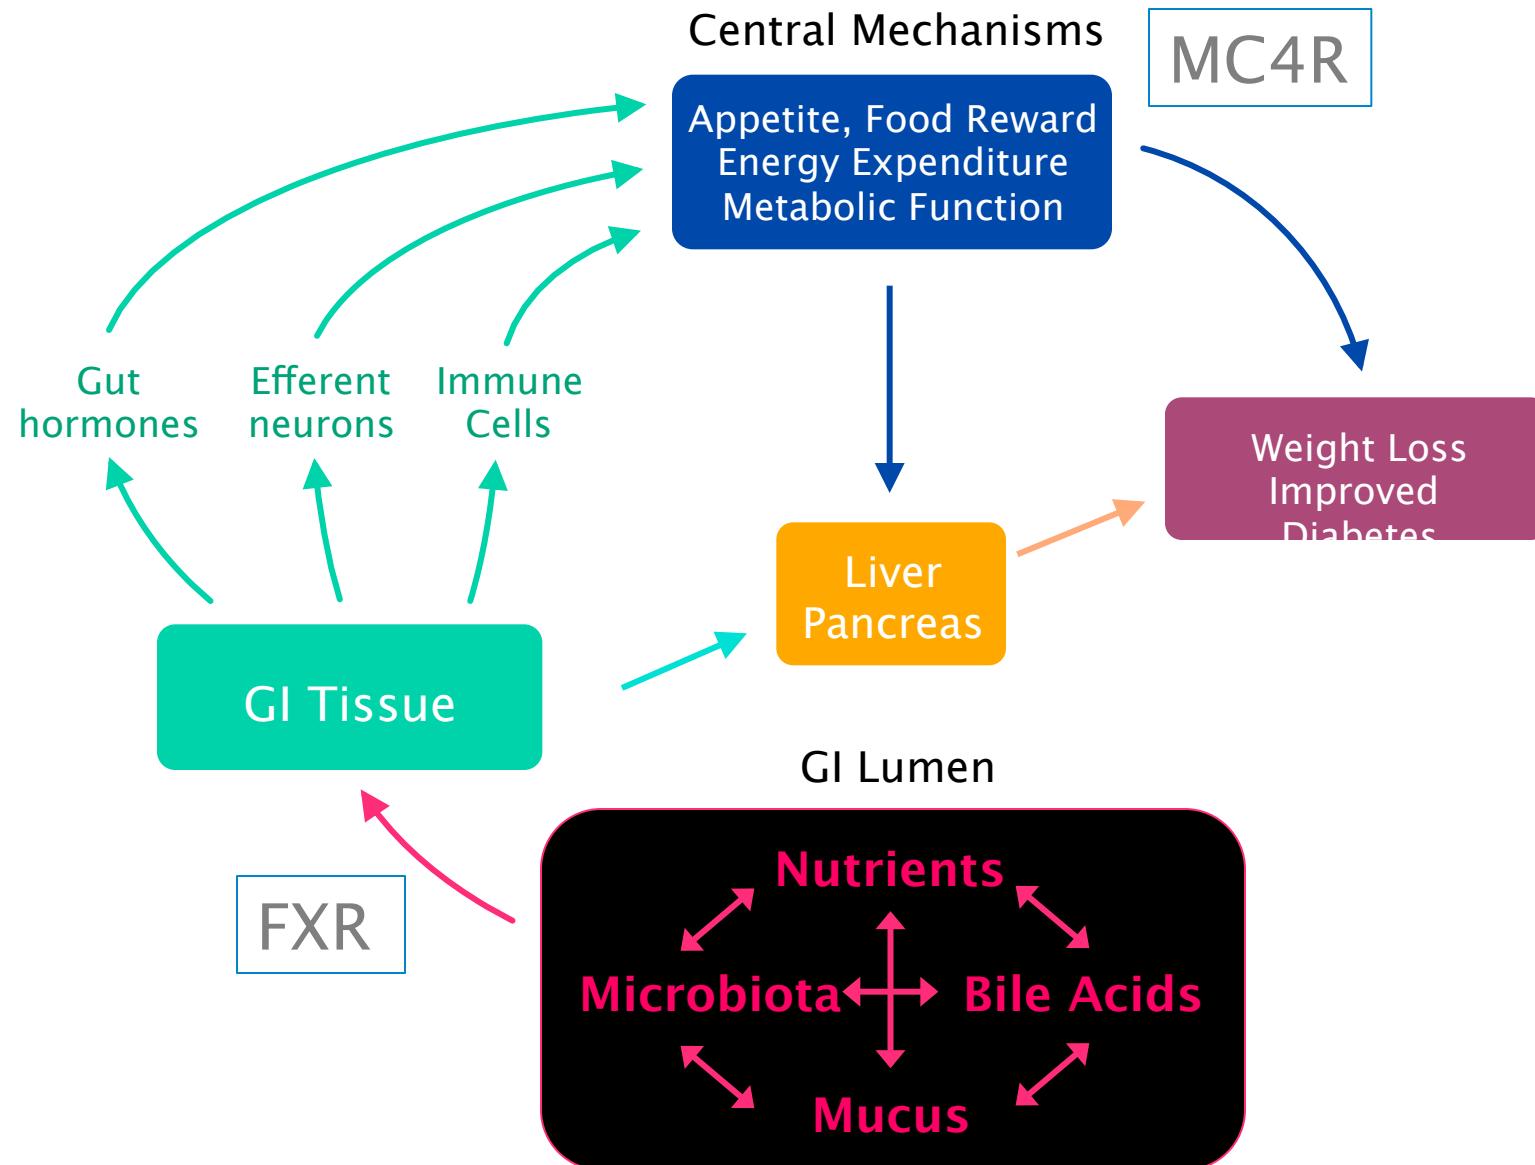 Central Mechanisms
MC4R
Appetite, Food Reward
Energy Expenditure
Metabolic Function
Gut
hormones
Efferent
neurons
Immune
Cells
Weight Loss
Improved
Diabetes
Liver
Pancreas
GI Tissue
GI Lumen
FXR
Nutrients
Microbiota
Bile Acids
Mucus